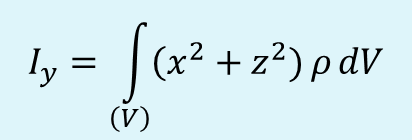 I_y = ∫_(V) (x² + z²) ρ dV